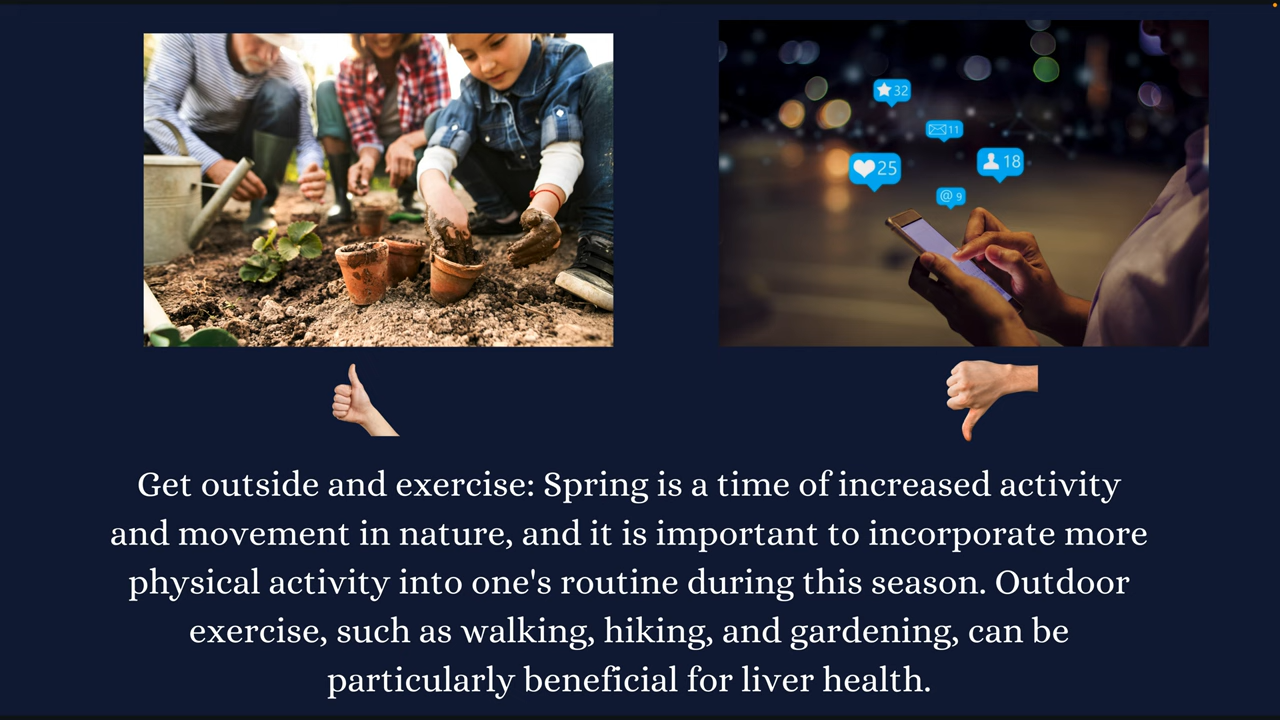 32
11
25
18
@ 9
Get outside and exercise: Spring is a time of increased activity
and movement in nature, and it is important to incorporate more
physical activity into one's routine during this season. Outdoor
exercise, such as walking, hiking, and gardening, can be
particularly beneficial for liver health.